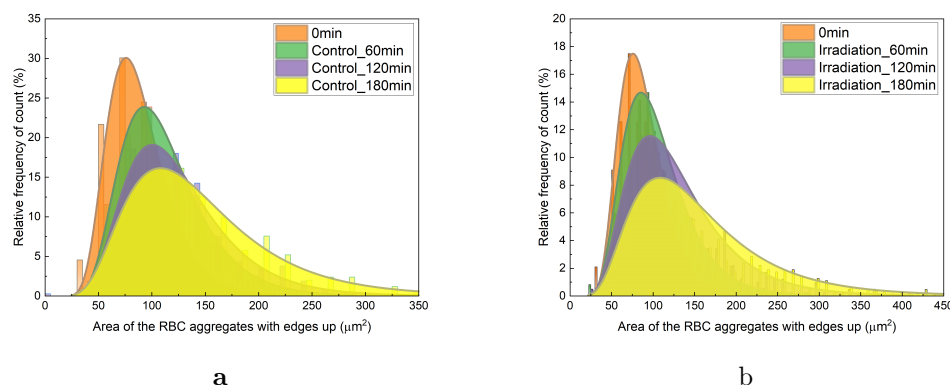 35
30
25
20
15
10
5
0
Relative frequency of count (%)
0min
Control_60min
Control_120min
Control_180min
0 50 100 150 200 250 300 350
Area of the RBC aggregates with edges up (μm²)
a
20
18
16
14
12
10
8
6
4
2
0
Relative frequency of count (%)
0min
Irradiation_60min
Irradiation_120min
Irradiation_180min
0 50 100 150 200 250 300 350 400 450
Area of the RBC aggregates with edges up (μm²)
b